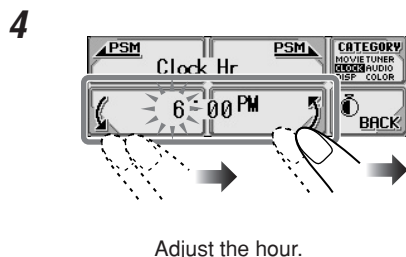 4
PSM PSM CATEGORY
MOVIE TUNER
Clock Hr CLOCK AUDIO
DISP COLOR
6:00 PM BACK
Adjust the hour.